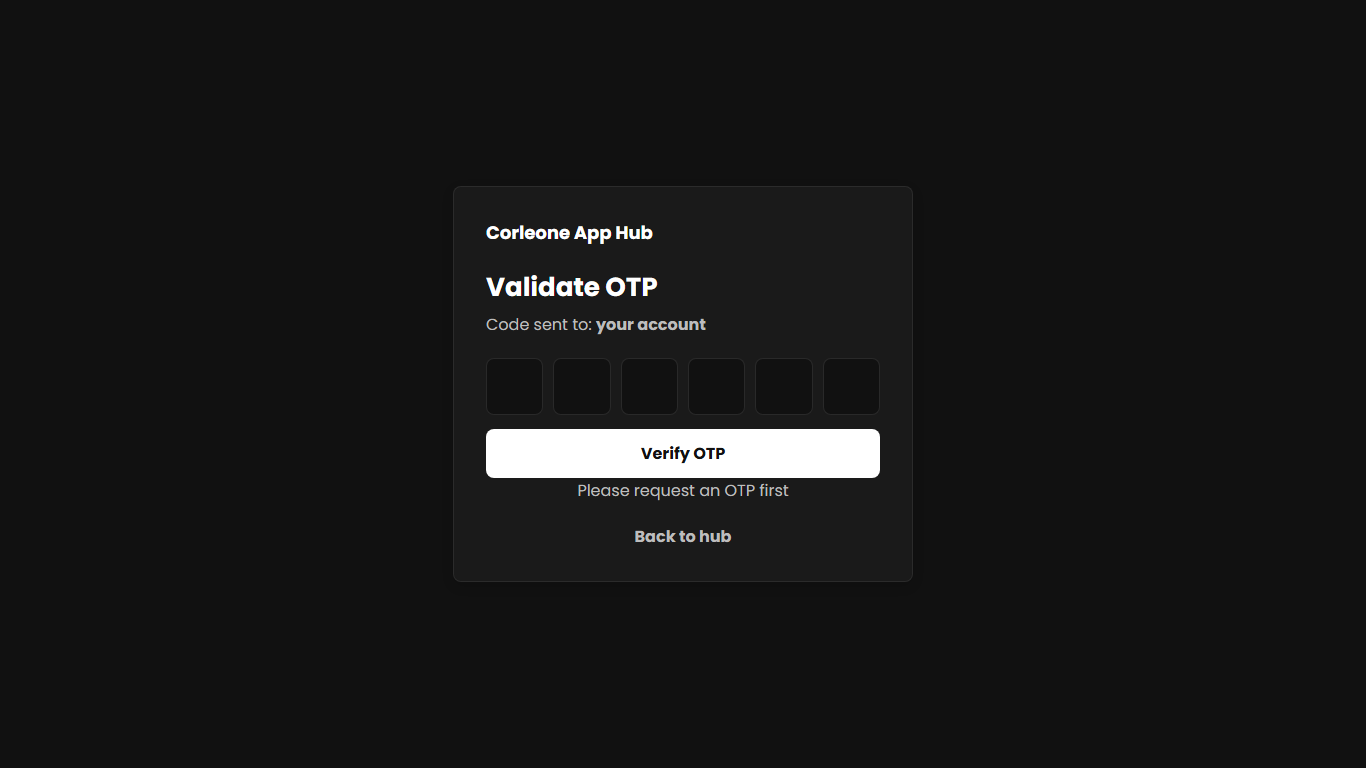 Corleone App Hub
Validate OTP
Code sent to: your account
Verify OTP
Please request an OTP first
Back to hub